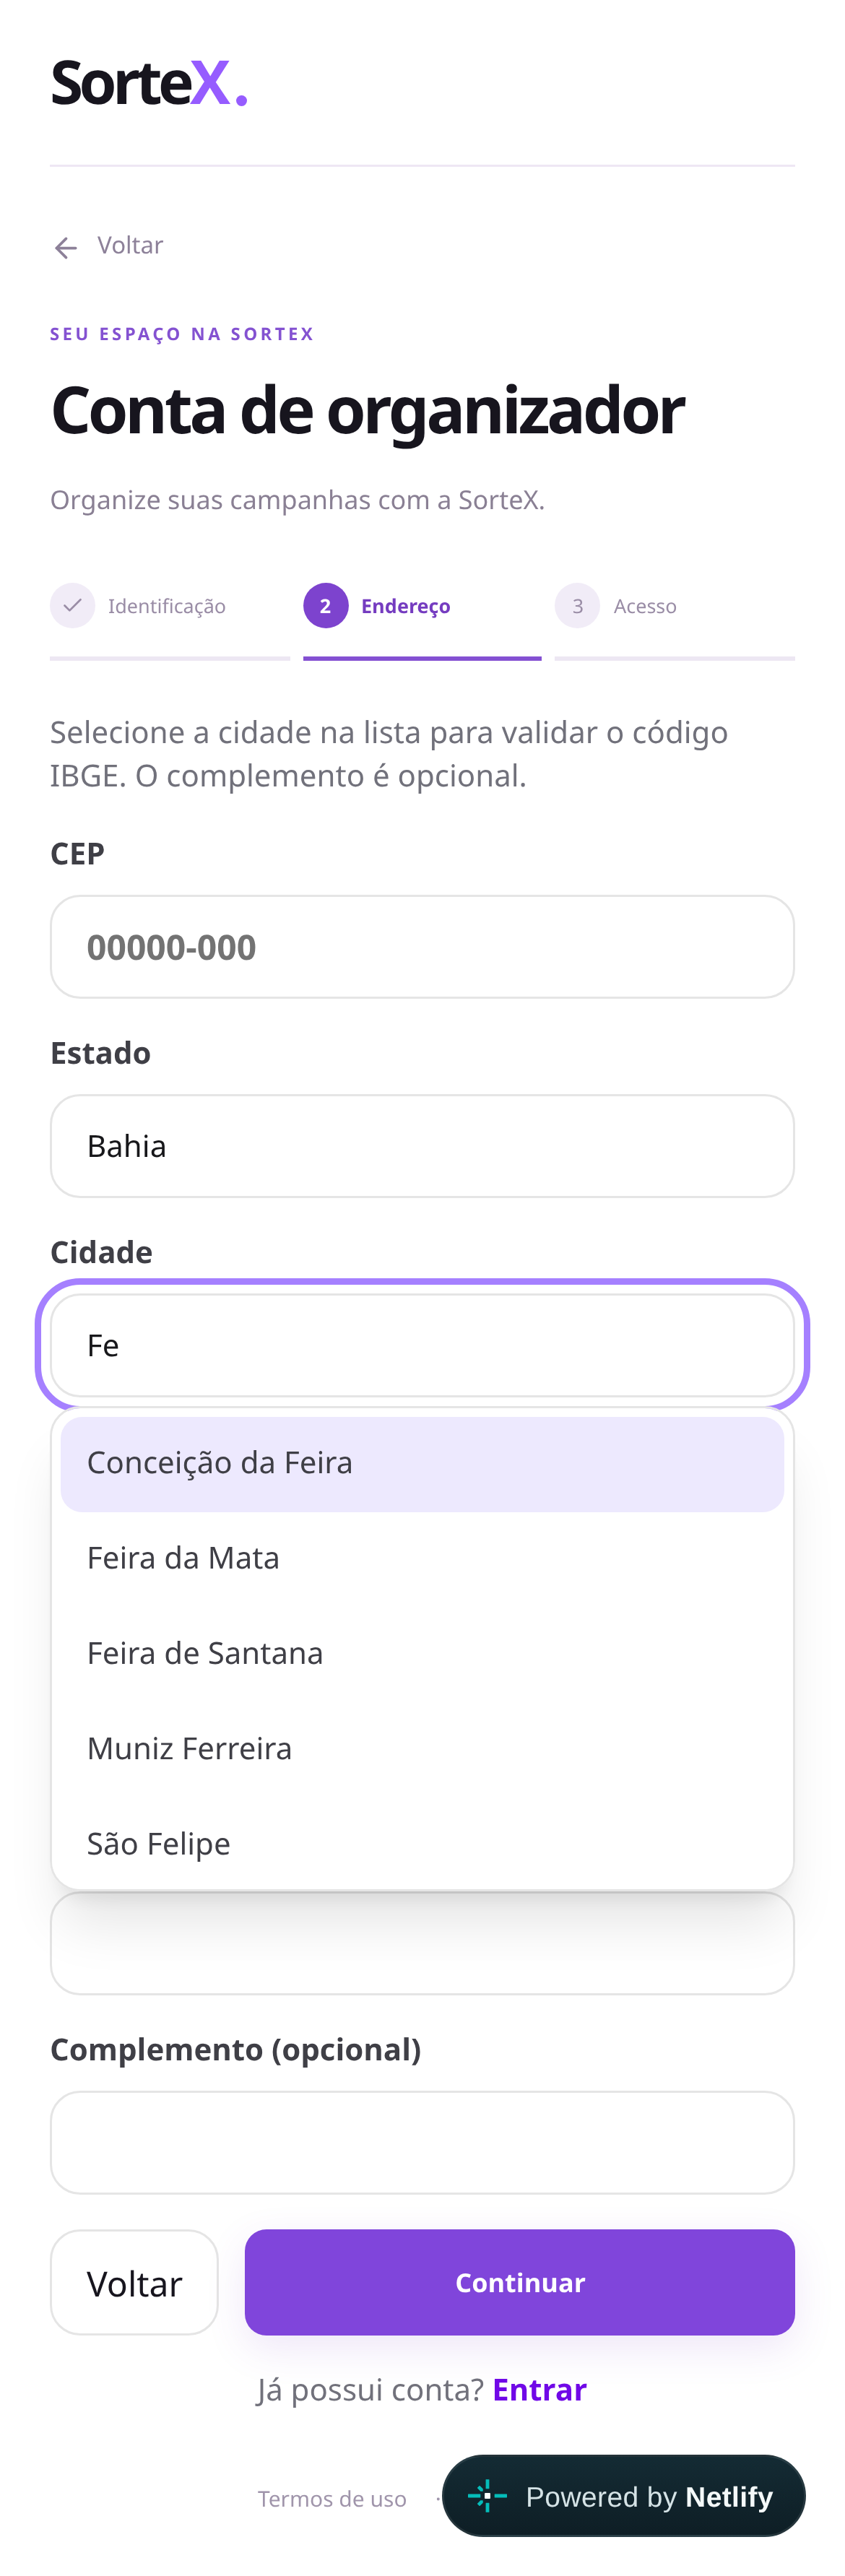 SorteX.
Voltar
SEU ESPAÇO NA SORTEX
Conta de organizador
Organize suas campanhas com a SorteX.
Identificação
2 Endereço
3 Acesso
Selecione a cidade na lista para validar o código
IBGE. O complemento é opcional.
CEP
00000-000
Estado
Bahia
Cidade
Fe
Conceição da Feira
Feira da Mata
Feira de Santana
Muniz Ferreira
São Felipe
Complemento (opcional)
Voltar
Continuar
Já possui conta? Entrar
Termos de uso ·
Powered by Netlify